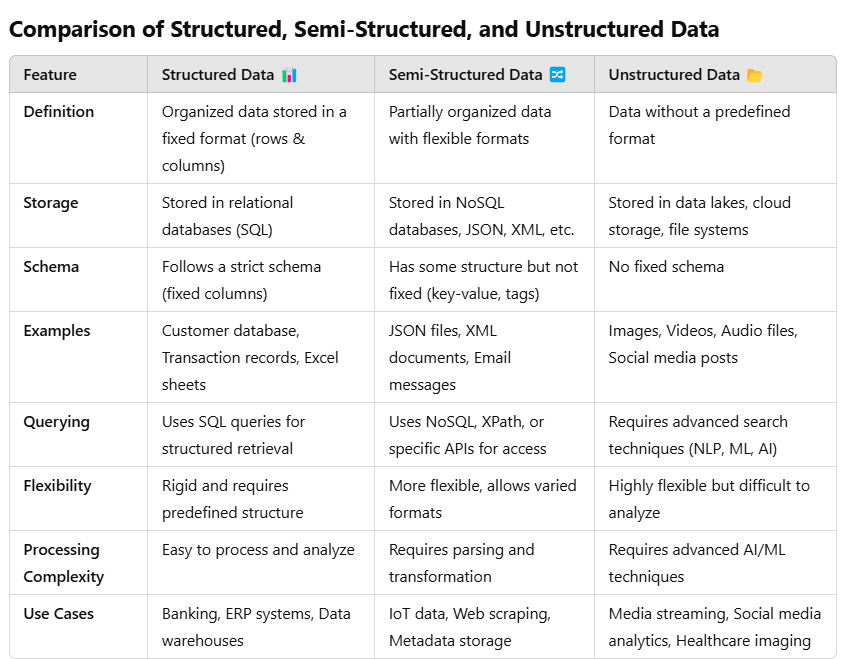 Comparison of Structured, Semi-Structured, and Unstructured Data
Feature
Structured Data
Semi-Structured Data
Unstructured Data
Definition
Organized data stored in a
fixed format (rows &
columns)
Partially organized data
with flexible formats
Data without a predefined
format
Storage
Stored in relational
databases (SQL)
Stored in NoSQL
databases, JSON, XML, etc.
Stored in data lakes, cloud
storage, file systems
Schema
Follows a strict schema
(fixed columns)
Has some structure but not
fixed (key-value, tags)
No fixed schema
Examples
Customer database,
Transaction records, Excel
sheets
JSON files, XML
documents, Email
messages
Images, Videos, Audio files,
Social media posts
Querying
Uses SQL queries for
structured retrieval
Uses NoSQL, XPath, or
specific APIs for access
Requires advanced search
techniques (NLP, ML, AI)
Flexibility
Rigid and requires
predefined structure
More flexible, allows varied
formats
Highly flexible but difficult to
analyze
Processing
Complexity
Easy to process and analyze
Requires parsing and
transformation
Requires advanced AI/ML
techniques
Use Cases
Banking, ERP systems, Data
warehouses
IoT data, Web scraping,
Metadata storage
Media streaming, Social media
analytics, Healthcare imaging